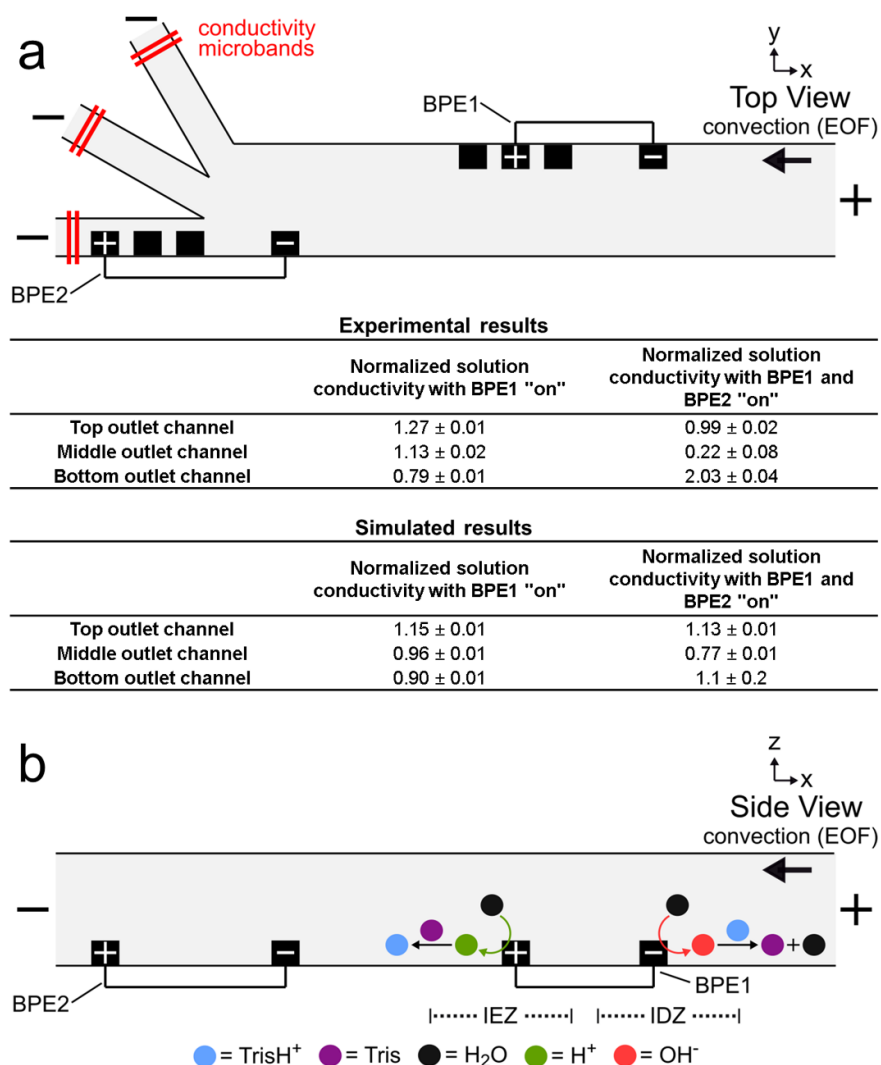 a
conductivity
microbands
y
x
BPE1
Top View
convection (EOF)
BPE2
Experimental results
Normalized solution
conductivity with BPE1 "on"
Normalized solution
conductivity with BPE1 and
BPE2 "on"
Top outlet channel 1.27 ± 0.01 0.99 ± 0.02
Middle outlet channel 1.13 ± 0.02 0.22 ± 0.08
Bottom outlet channel 0.79 ± 0.01 2.03 ± 0.04
Simulated results
Normalized solution
conductivity with BPE1 "on"
Normalized solution
conductivity with BPE1 and
BPE2 "on"
Top outlet channel 1.15 ± 0.01 1.13 ± 0.01
Middle outlet channel 0.96 ± 0.01 0.77 ± 0.01
Bottom outlet channel 0.90 ± 0.01 1.1 ± 0.2
b
z
x
Side View
convection (EOF)
BPE2
BPE1
IEZ IDZ
= TrisH⁺ = Tris = H₂O = H⁺ = OH⁻